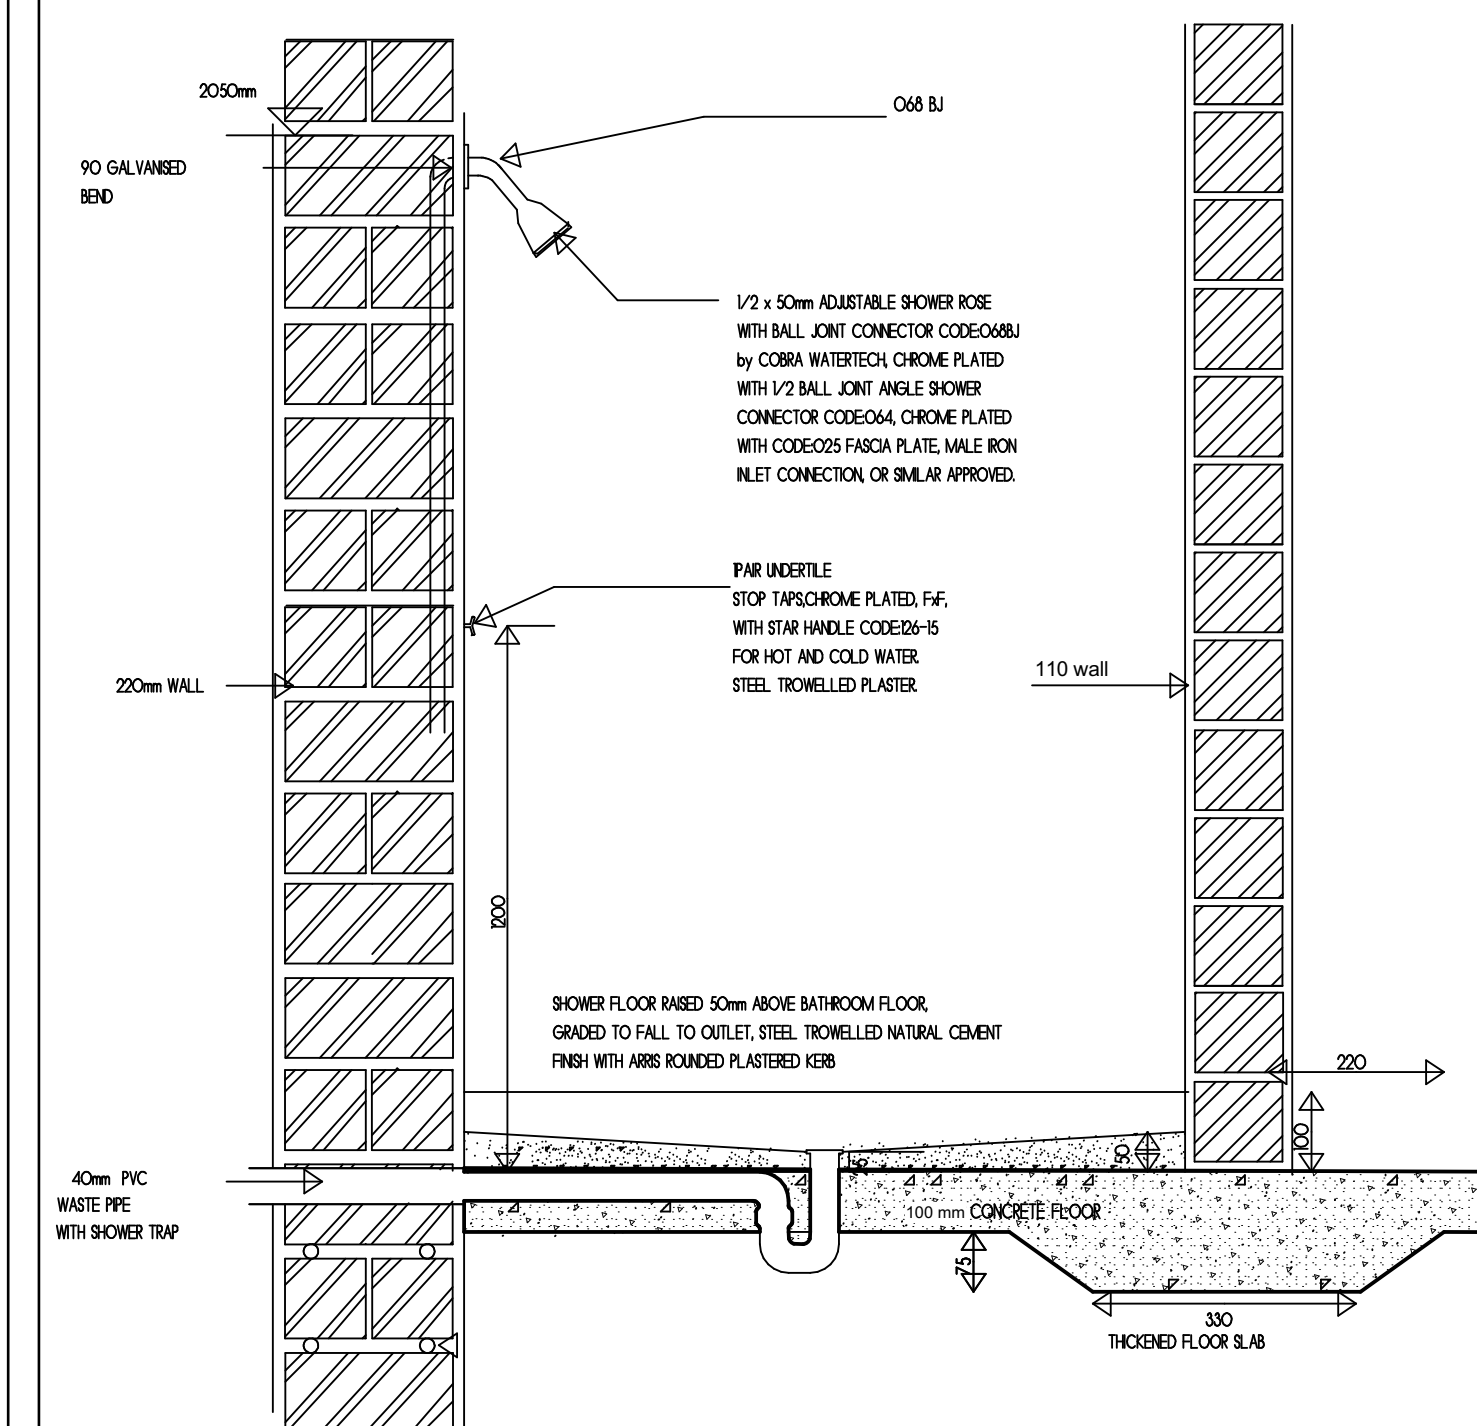 2050mm
O68 BJ
90 GALVANISED
BEND
1/2 x 50mm ADJUSTABLE SHOWER ROSE
WITH BALL JOINT CONNECTOR CODE:O68BJ
by COBRA WATERTECH, CHROME PLATED
WITH 1/2 BALL JOINT ANGLE SHOWER
CONNECTOR CODE:O64, CHROME PLATED
WITH CODE:O25 FASCIA PLATE, MALE IRON
INLET CONNECTION, OR SIMILAR APPROVED.
1PAIR UNDERTILE
STOP TAPS,CHROME PLATED, FxF,
WITH STAR HANDLE CODE:126-15
FOR HOT AND COLD WATER.
STEEL TROWELLED PLASTER.
220mm WALL
110 wall
1200
SHOWER FLOOR RAISED 50mm ABOVE BATHROOM FLOOR,
GRADED TO FALL TO OUTLET, STEEL TROWELLED NATURAL CEMENT
FINISH WITH ARRIS ROUNDED PLASTERED KERB
220
100
50
40mm PVC
WASTE PIPE
WITH SHOWER TRAP
100 mm CONCRETE FLOOR
75
330
THICKENED FLOOR SLAB